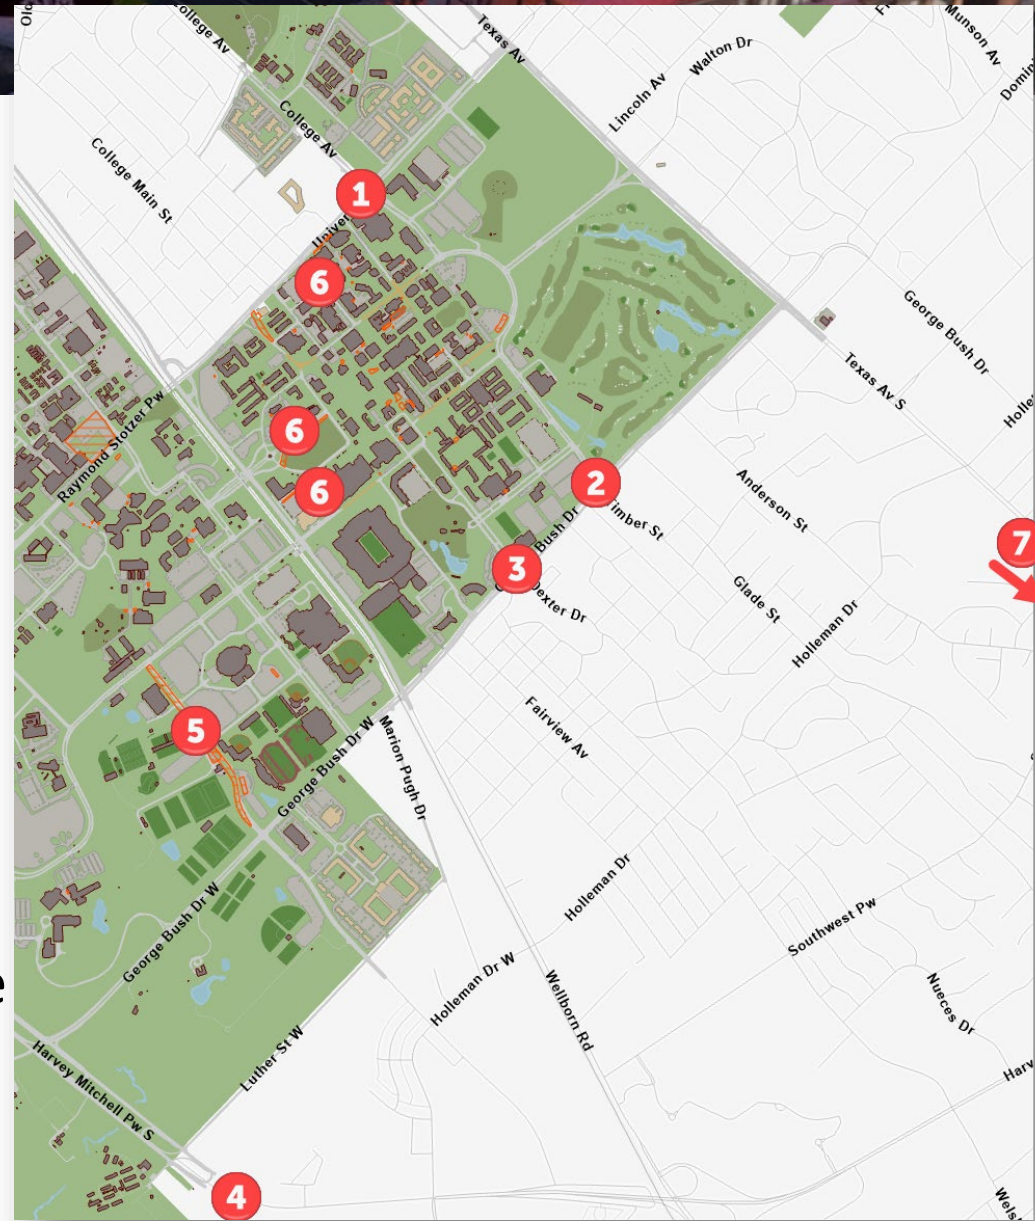 College Av
Texas Av
Walton Dr
Munson Av
Lincoln Av
College Av
College Main St
1
6
George Bush Dr
Texas Av S
Raymond Stotzer Pw
6
6
2
Anderson St
Bush Dr
3
Dexter Dr
7
Glade St
Holleman Dr
5
Fairview Av
Marion Pugh Dr
George Bush Dr W
Holleman Dr
Southwest Pw
George Bush Dr W
e
Holleman Dr W
Wellborn Rd
Nueces Dr
Luther St W
Harvey Mitchell Pw S
4